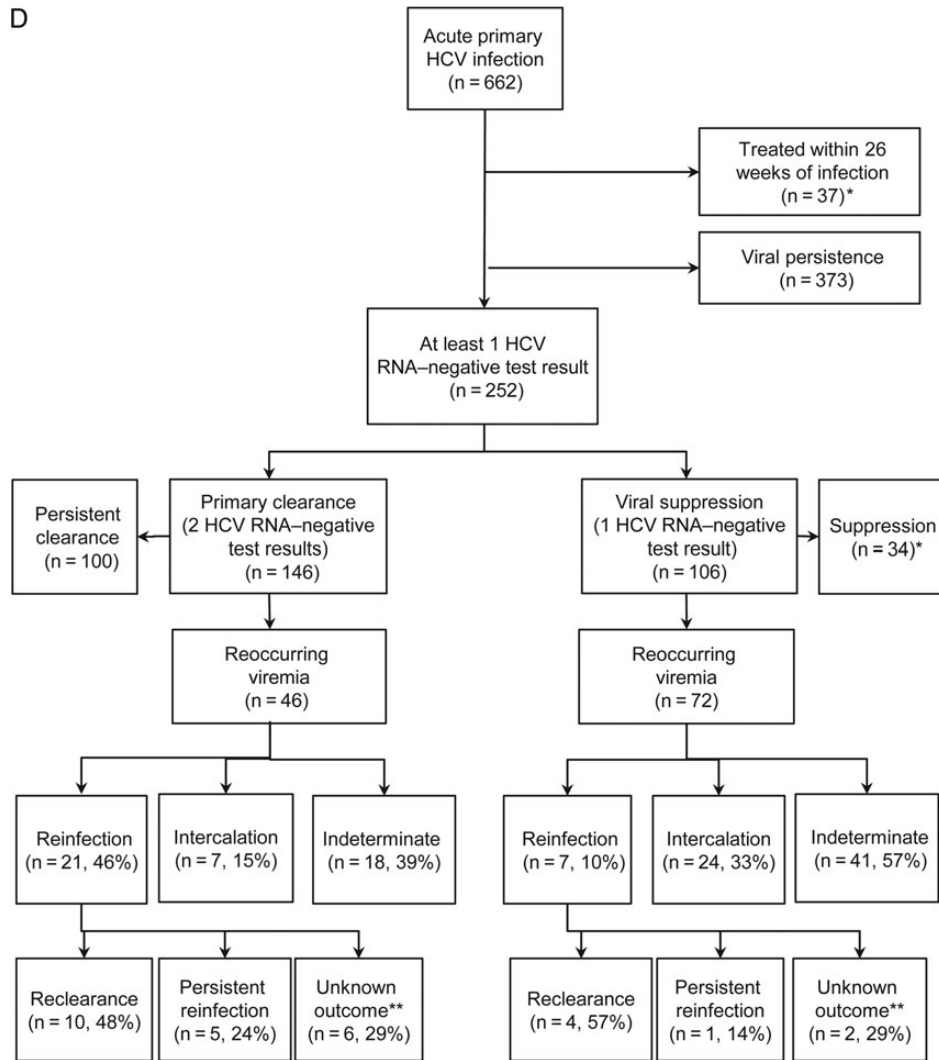 D
Acute primary
HCV infection
(n = 662)
Treated within 26
weeks of infection
(n = 37)*
Viral persistence
(n = 373)
At least 1 HCV
RNA–negative test result
(n = 252)
Persistent
clearance
(n = 100)
Primary clearance
(2 HCV RNA–negative
test results)
(n = 146)
Viral suppression
(1 HCV RNA–negative
test result)
(n = 106)
Suppression
(n = 34)*
Reoccurring
viremia
(n = 46)
Reoccurring
viremia
(n = 72)
Reinfection
(n = 21, 46%)
Intercalation
(n = 7, 15%)
Indeterminate
(n = 18, 39%)
Reinfection
(n = 7, 10%)
Intercalation
(n = 24, 33%)
Indeterminate
(n = 41, 57%)
Reclearance
(n = 10, 48%)
Persistent
reinfection
(n = 5, 24%)
Unknown
outcome**
(n = 6, 29%)
Reclearance
(n = 4, 57%)
Persistent
reinfection
(n = 1, 14%)
Unknown
outcome**
(n = 2, 29%)